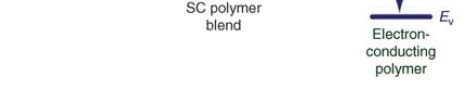 SC polymer
blend
Ev
Electron-
conducting
polymer